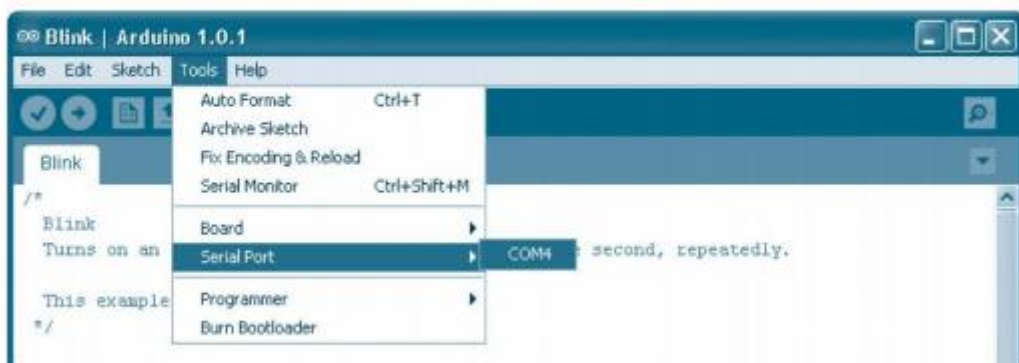 Blink | Arduino 1.0.1
File Edit Sketch Tools Help
Auto Format Ctrl+T
Archive Sketch
Fix Encoding & Reload
Serial Monitor Ctrl+Shift+M
Board
Serial Port
COM4
Programmer
Burn Bootloader
Blink
/*
Blink
Turns on an second, repeatedly.
This example
*/